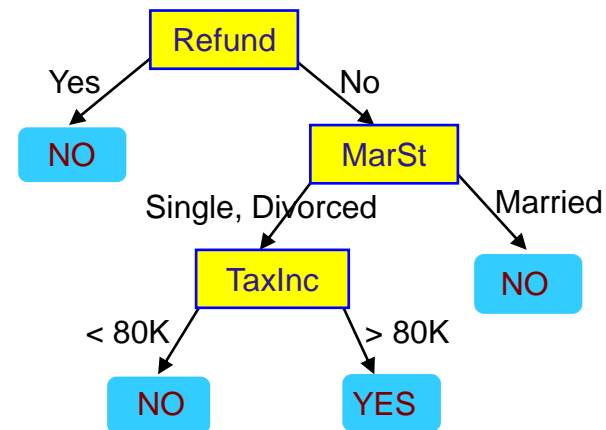 Refund
Yes
No
NO
MarSt
Single, Divorced
Married
TaxInc
NO
< 80K
> 80K
NO
YES